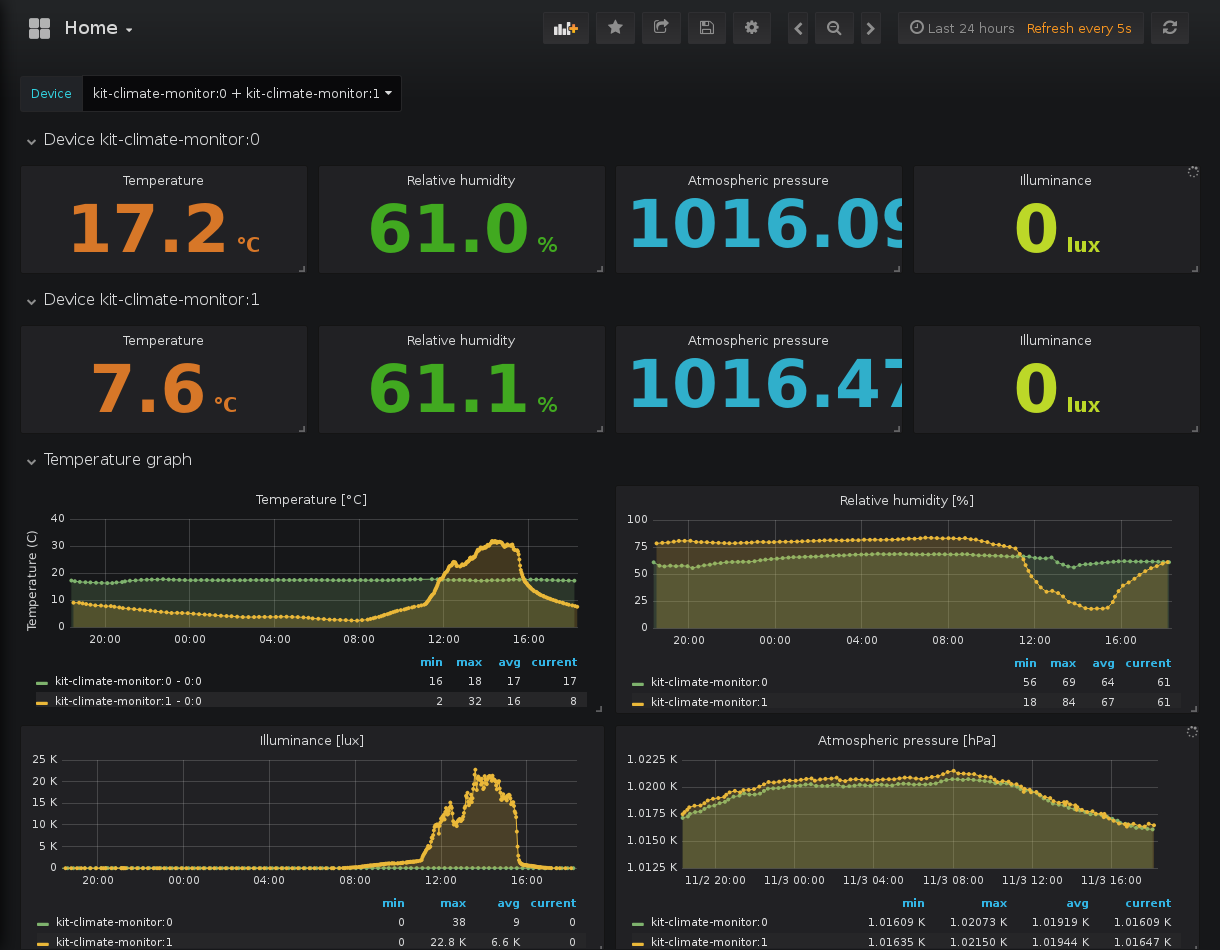 Home
Last 24 hours Refresh every 5s
Device kit-climate-monitor:0 + kit-climate-monitor:1
Device kit-climate-monitor:0
Temperature Relative humidity Atmospheric pressure Illuminance
17.2 °C 61.0 % 1016.09 0 lux
Device kit-climate-monitor:1
Temperature Relative humidity Atmospheric pressure Illuminance
7.6 °C 61.1 % 1016.47 0 lux
Temperature graph
Temperature [°C]
Temperature (C)
40
30
20
10
0
20:00 00:00 04:00 08:00 12:00 16:00
min max avg current
kit-climate-monitor:0 - 0:0 16 18 17 17
kit-climate-monitor:1 - 0:0 2 32 16 8
Relative humidity [%]
100
75
50
25
0
20:00 00:00 04:00 08:00 12:00 16:00
min max avg current
kit-climate-monitor:0 56 69 64 61
kit-climate-monitor:1 18 84 67 61
Illuminance [lux]
25 K
20 K
15 K
10 K
5 K
0
20:00 00:00 04:00 08:00 12:00 16:00
min max avg current
kit-climate-monitor:0 0 38 9 0
kit-climate-monitor:1 0 22.8 K 6.6 K 0
Atmospheric pressure [hPa]
1.0225 K
1.0200 K
1.0175 K
1.0150 K
1.0125 K
11/2 20:00 11/3 00:00 11/3 04:00 11/3 08:00 11/3 12:00 11/3 16:00
min max avg current
kit-climate-monitor:0 1.01609 K 1.02073 K 1.01919 K 1.01609 K
kit-climate-monitor:1 1.01635 K 1.02150 K 1.01944 K 1.01647 K